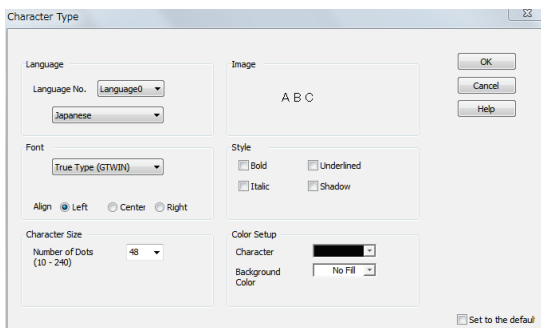 Character Type
Language
Language No. Language0
Japanese
Image
A B C
OK
Cancel
Help
Font
True Type (GTWIN)
Align Left Center Right
Style
Bold Underlined
Italic Shadow
Character Size
Number of Dots 48
(10 - 240)
Color Setup
Character
Background No Fill
Color
Set to the defaul